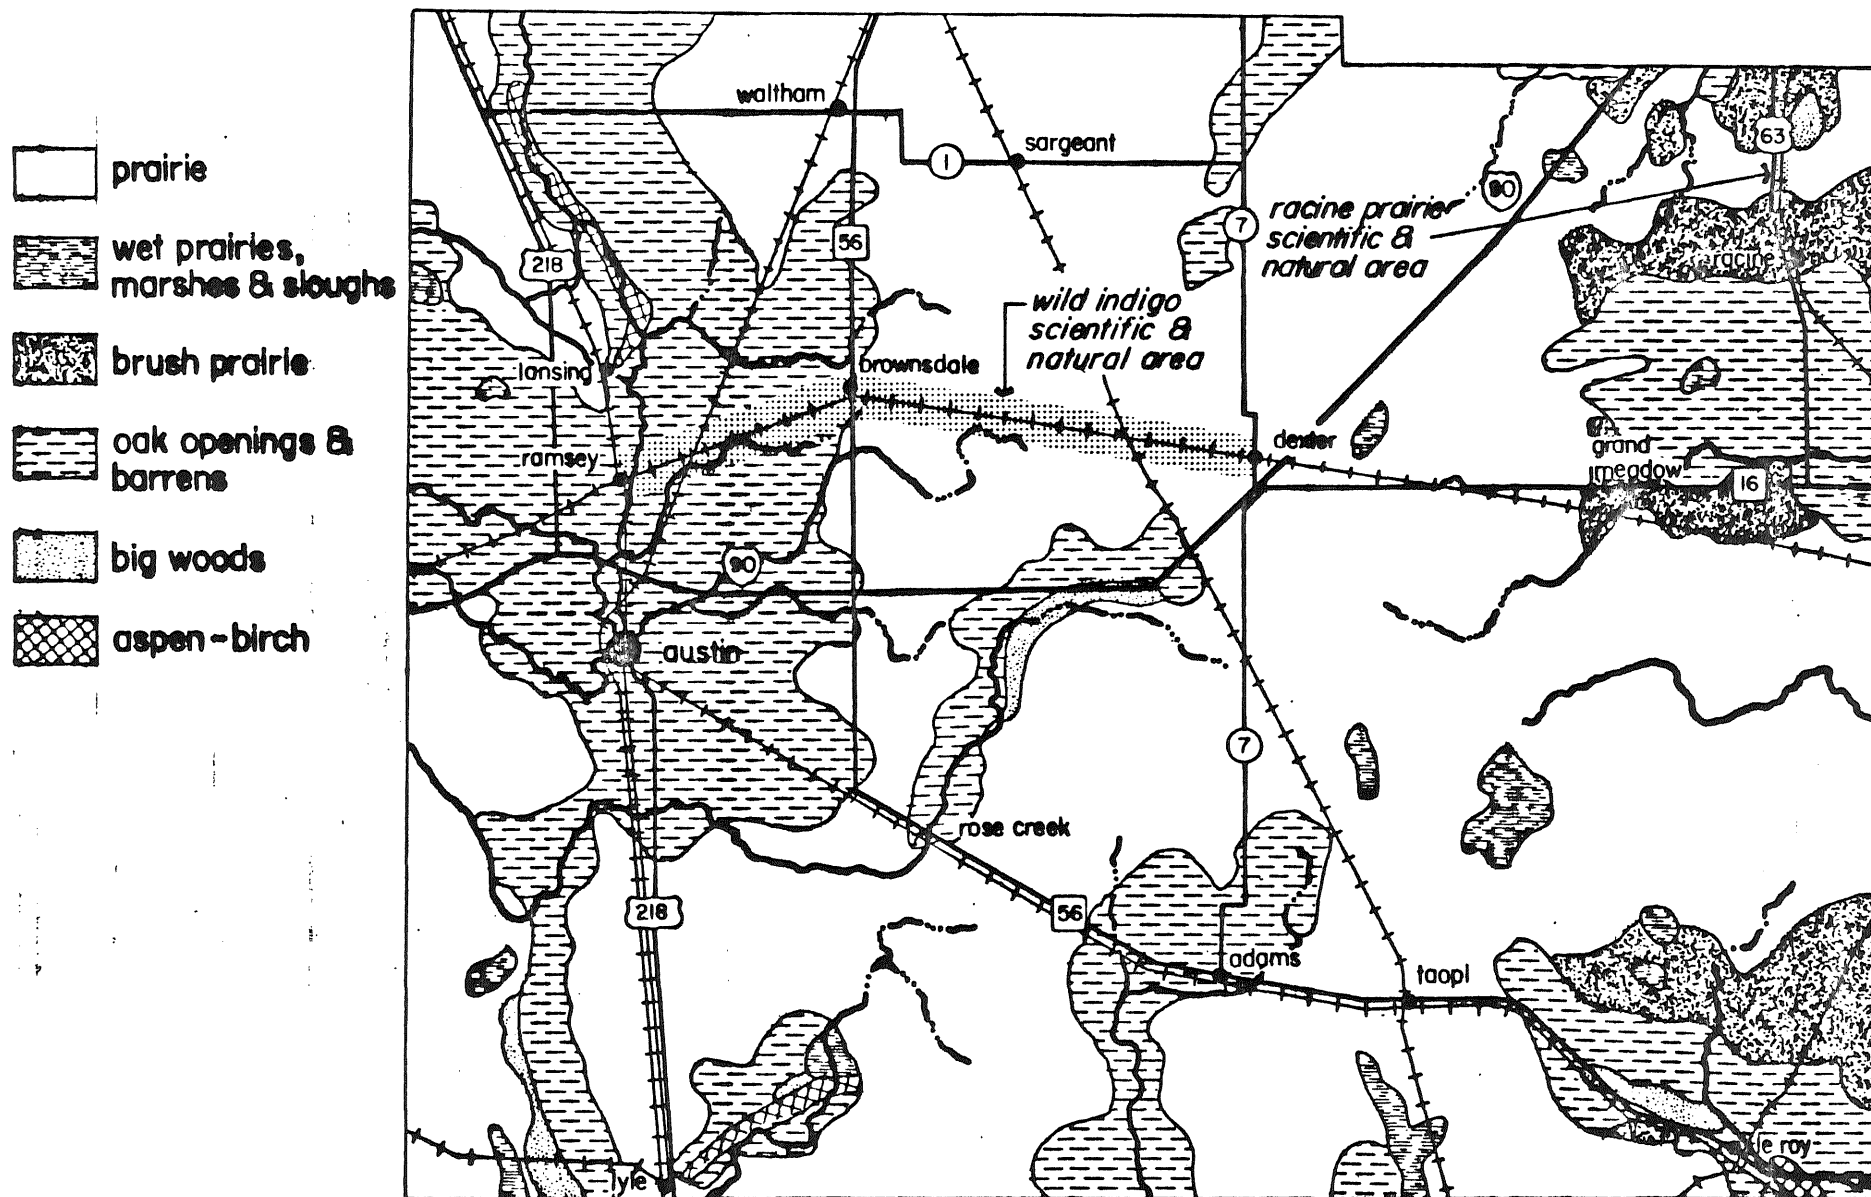 prairie
wet prairies,
marshes & sloughs
brush prairie
oak openings &
barrens
big woods
aspen-birch
waltham
sargeant
1
63
90
racine prairie
scientific &
natural area
7
56
218
racine
wild indigo
scientific &
natural area
brownsdale
lansing
dexter
grand
meadow
ramsey
16
90
austin
7
rose creek
218
56
adams
taopi
le roy
lyle